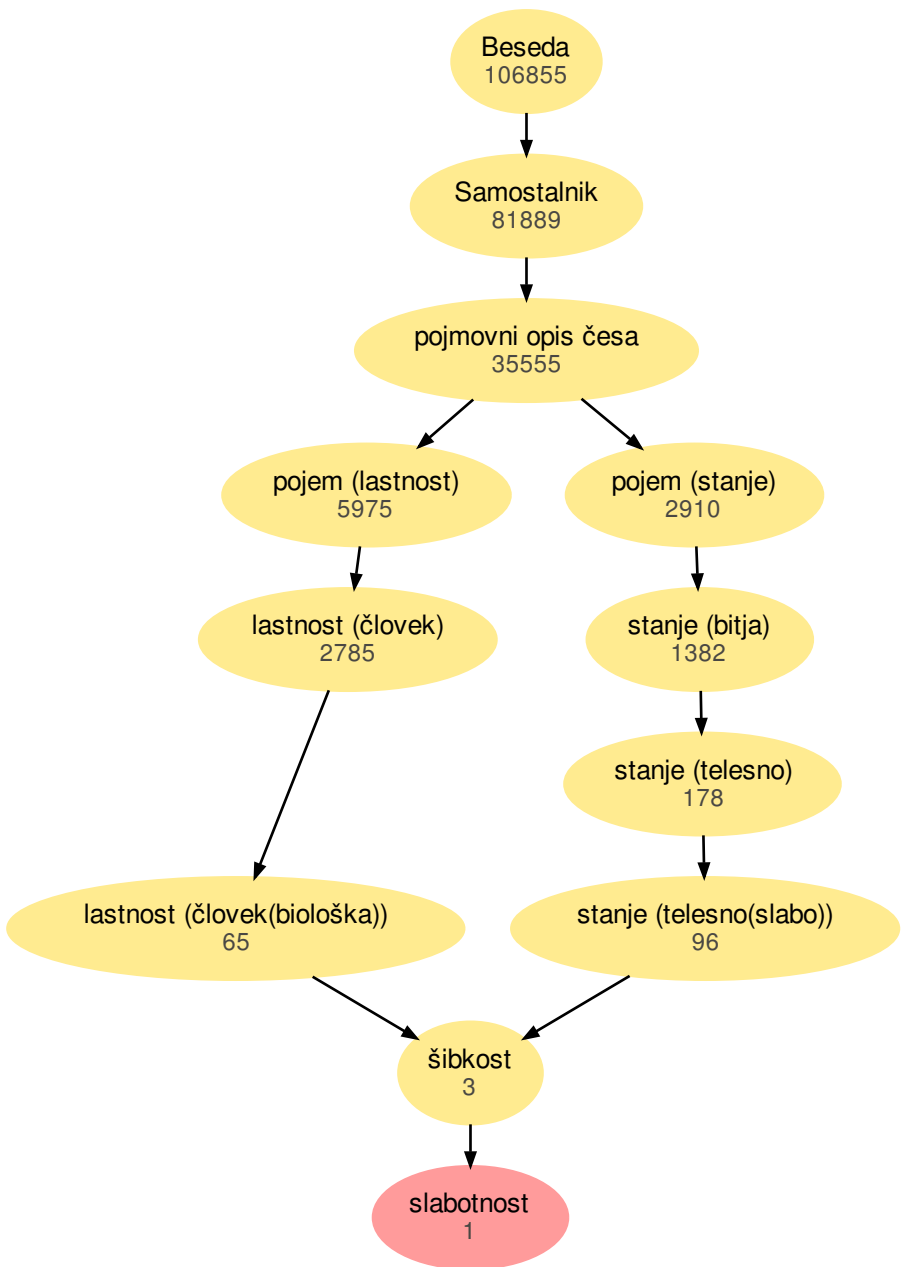 Beseda
106855
Samostalnik
81889
pojmovni opis česa
35555
pojem (lastnost)
5975
pojem (stanje)
2910
lastnost (človek)
2785
stanje (bitja)
1382
stanje (telesno)
178
lastnost (človek(biološka))
65
stanje (telesno(slabo))
96
šibkost
3
slabotnost
1